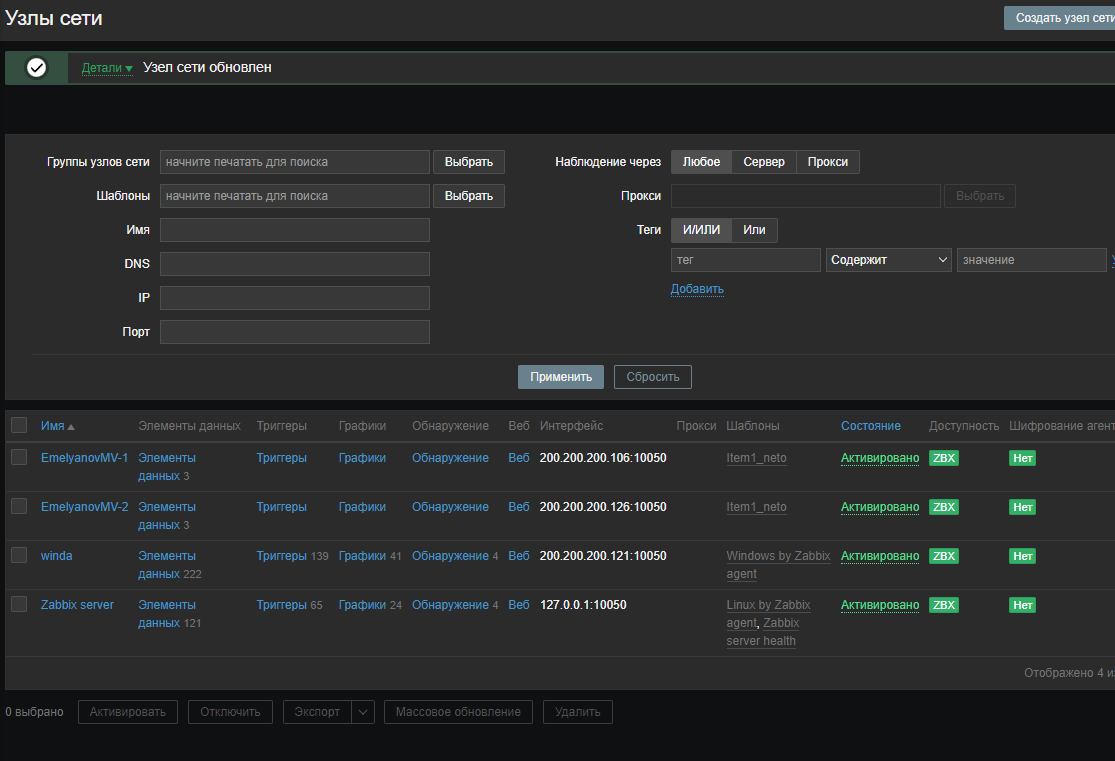 Узлы сети
Создать узел сети
Детали Узел сети обновлен
Группы узлов сети начните печатать для поиска Выбрать
Наблюдение через Любое Сервер Прокси
Шаблоны начните печатать для поиска Выбрать
Прокси Выбрать
Имя
Теги И/ИЛИ Или
DNS
тег Содержит значение
IP
Добавить
Порт
Применить Сбросить
Имя Элементы данных Триггеры Графики Обнаружение Веб Интерфейс Прокси Шаблоны Состояние Доступность Шифрование агент
EmelyanovMV-1 Элементы Триггеры Графики Обнаружение Веб 200.200.200.106:10050 Item1_neto Активировано ZBX Нет
данных 3
EmelyanovMV-2 Элементы Триггеры Графики Обнаружение Веб 200.200.200.126:10050 Item1_neto Активировано ZBX Нет
данных 3
winda Элементы Триггеры 139 Графики 41 Обнаружение 4 Веб 200.200.200.121:10050 Windows by Zabbix Активировано ZBX Нет
данных 222 agent
Zabbix server Элементы Триггеры 65 Графики 24 Обнаружение 4 Веб 127.0.0.1:10050 Linux by Zabbix Активировано ZBX Нет
данных 121 agent, Zabbix
server health
Отображено 4 из
0 выбрано Активировать Отключить Экспорт Массовое обновление Удалить